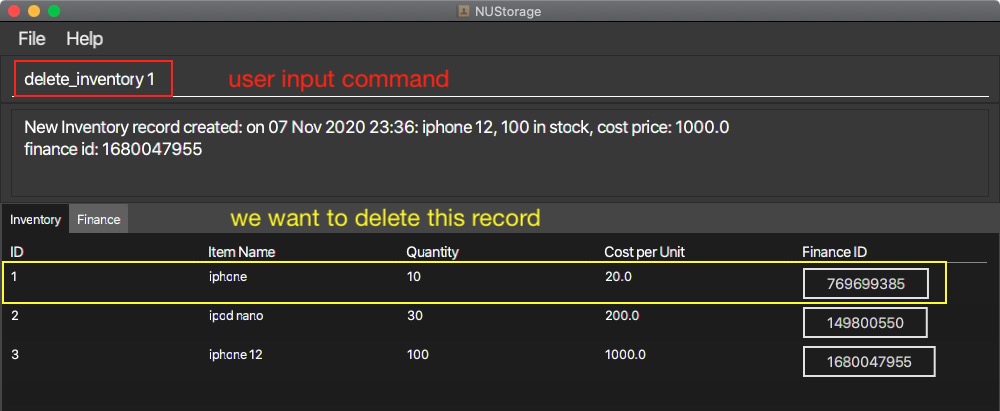 NUStorage
File Help
delete_inventory 1 user input command
New Inventory record created: on 07 Nov 2020 23:36: iphone 12, 100 in stock, cost price: 1000.0
finance id: 1680047955
Inventory Finance we want to delete this record
ID Item Name Quantity Cost per Unit Finance ID
1 iphone 10 20.0 769699385
2 ipod nano 30 200.0 149800550
3 iphone 12 100 1000.0 1680047955